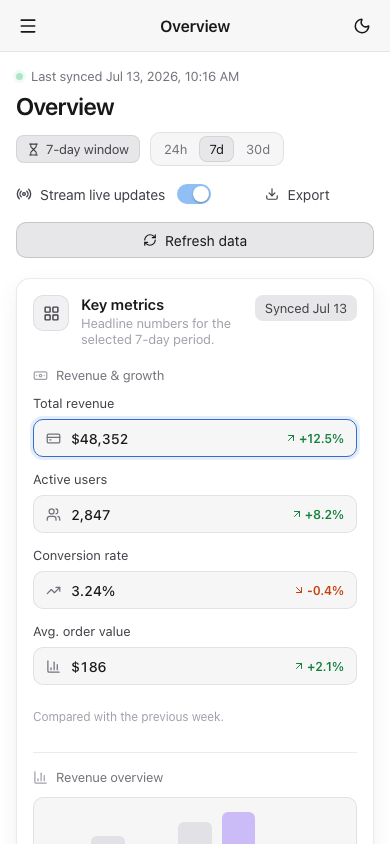 Overview
Last synced Jul 13, 2026, 10:16 AM
Overview
7-day window
24h
7d
30d
Stream live updates
Export
Refresh data
Key metrics
Synced Jul 13
Headline numbers for the
selected 7-day period.
Revenue & growth
Total revenue
$48,352
+12.5%
Active users
2,847
+8.2%
Conversion rate
3.24%
-0.4%
Avg. order value
$186
+2.1%
Compared with the previous week.
Revenue overview